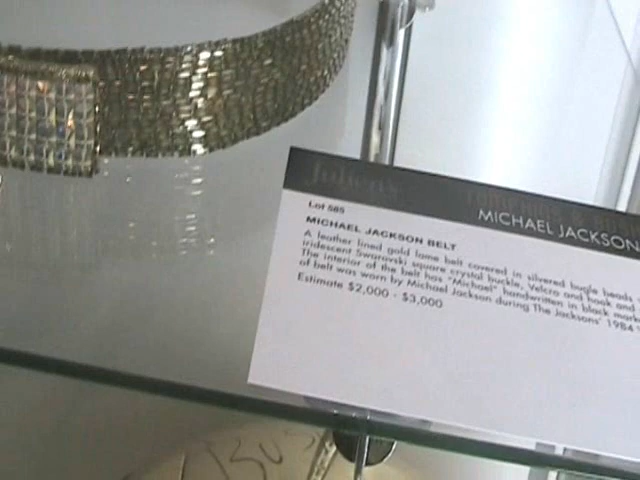 Julien's
MICHAEL JACKSON
Lot 585
MICHAEL JACKSON BELT
A leather lined gold lame belt covered in silvered bugle beads
iridescent Swarovski square crystal buckle, Velcro and hook and
The interior of the belt has "Michael" handwritten in black mark
of belt was worn by Michael Jackson during The Jacksons' 1984
Estimate $2,000 - $3,000